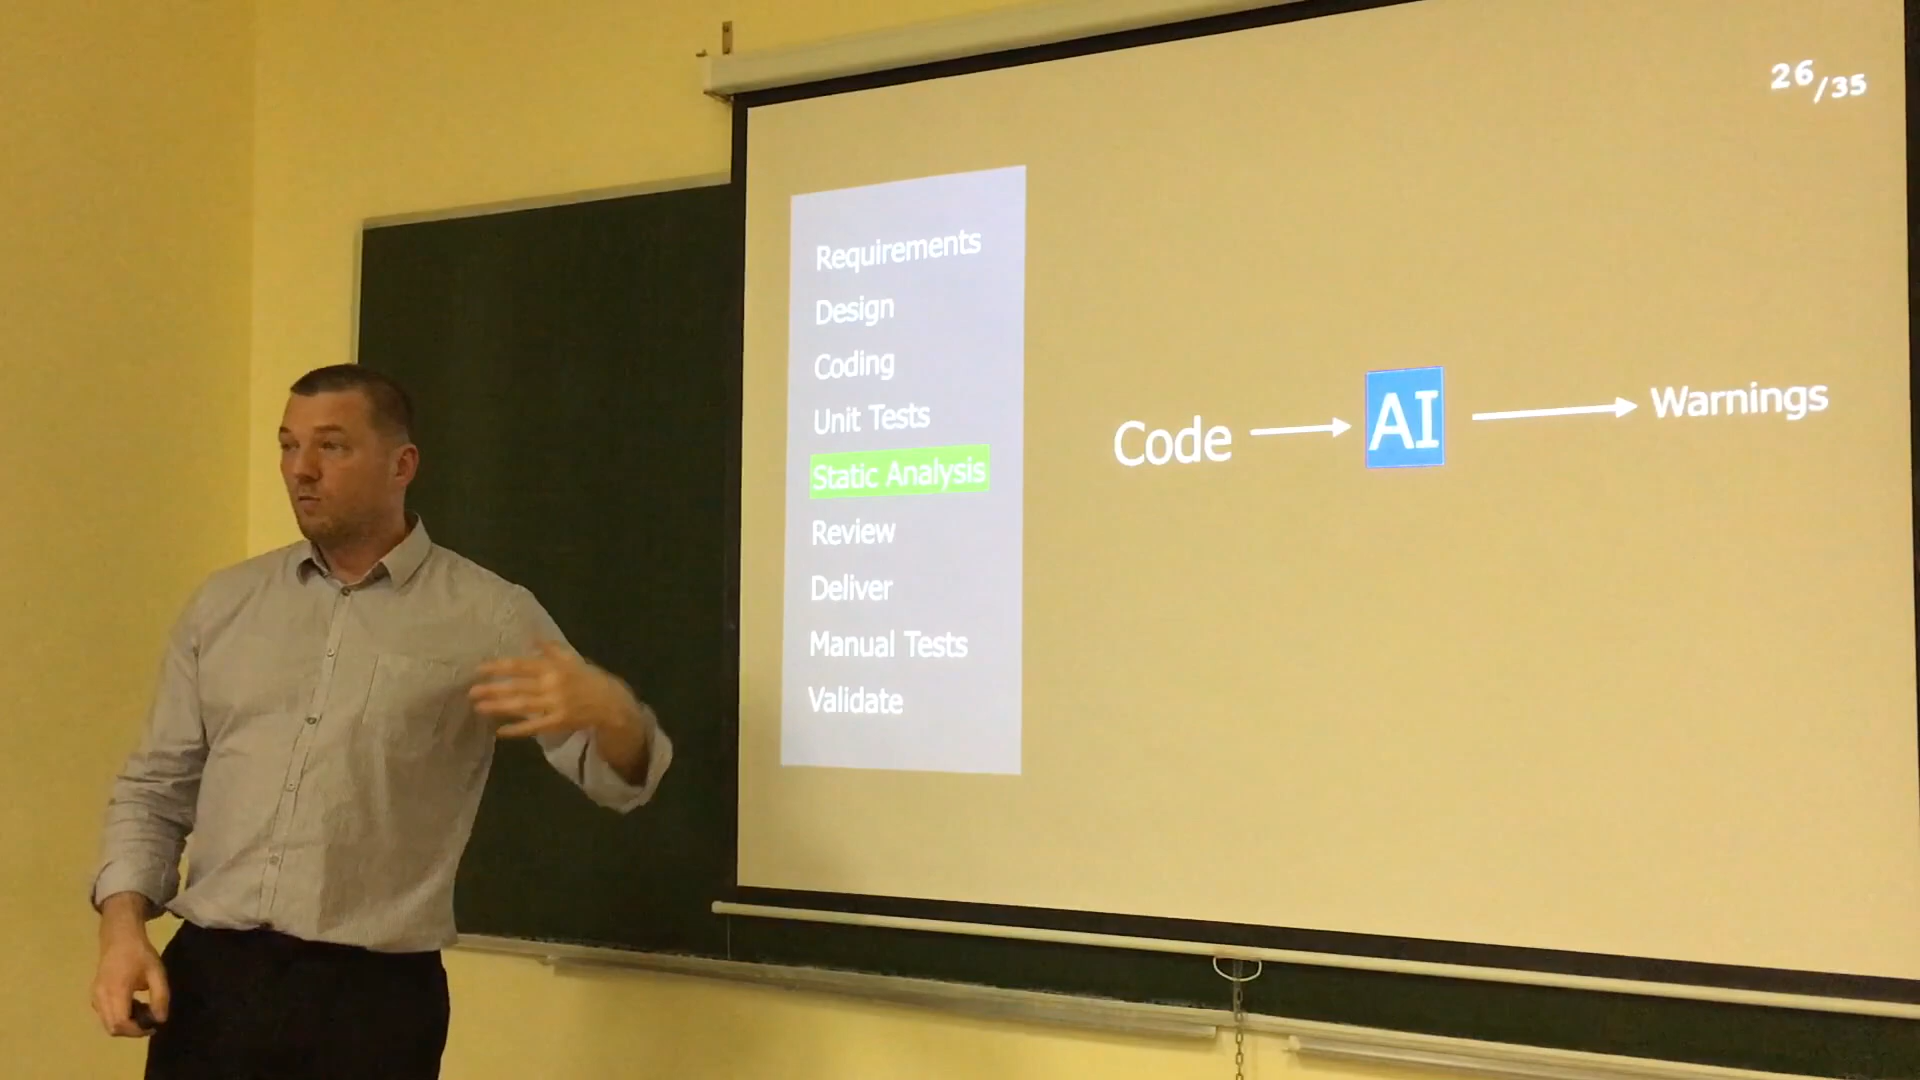 26/35
Requirements
Design
Coding
Unit Tests
Static Analysis
Review
Deliver
Manual Tests
Validate
Code
AI
Warnings